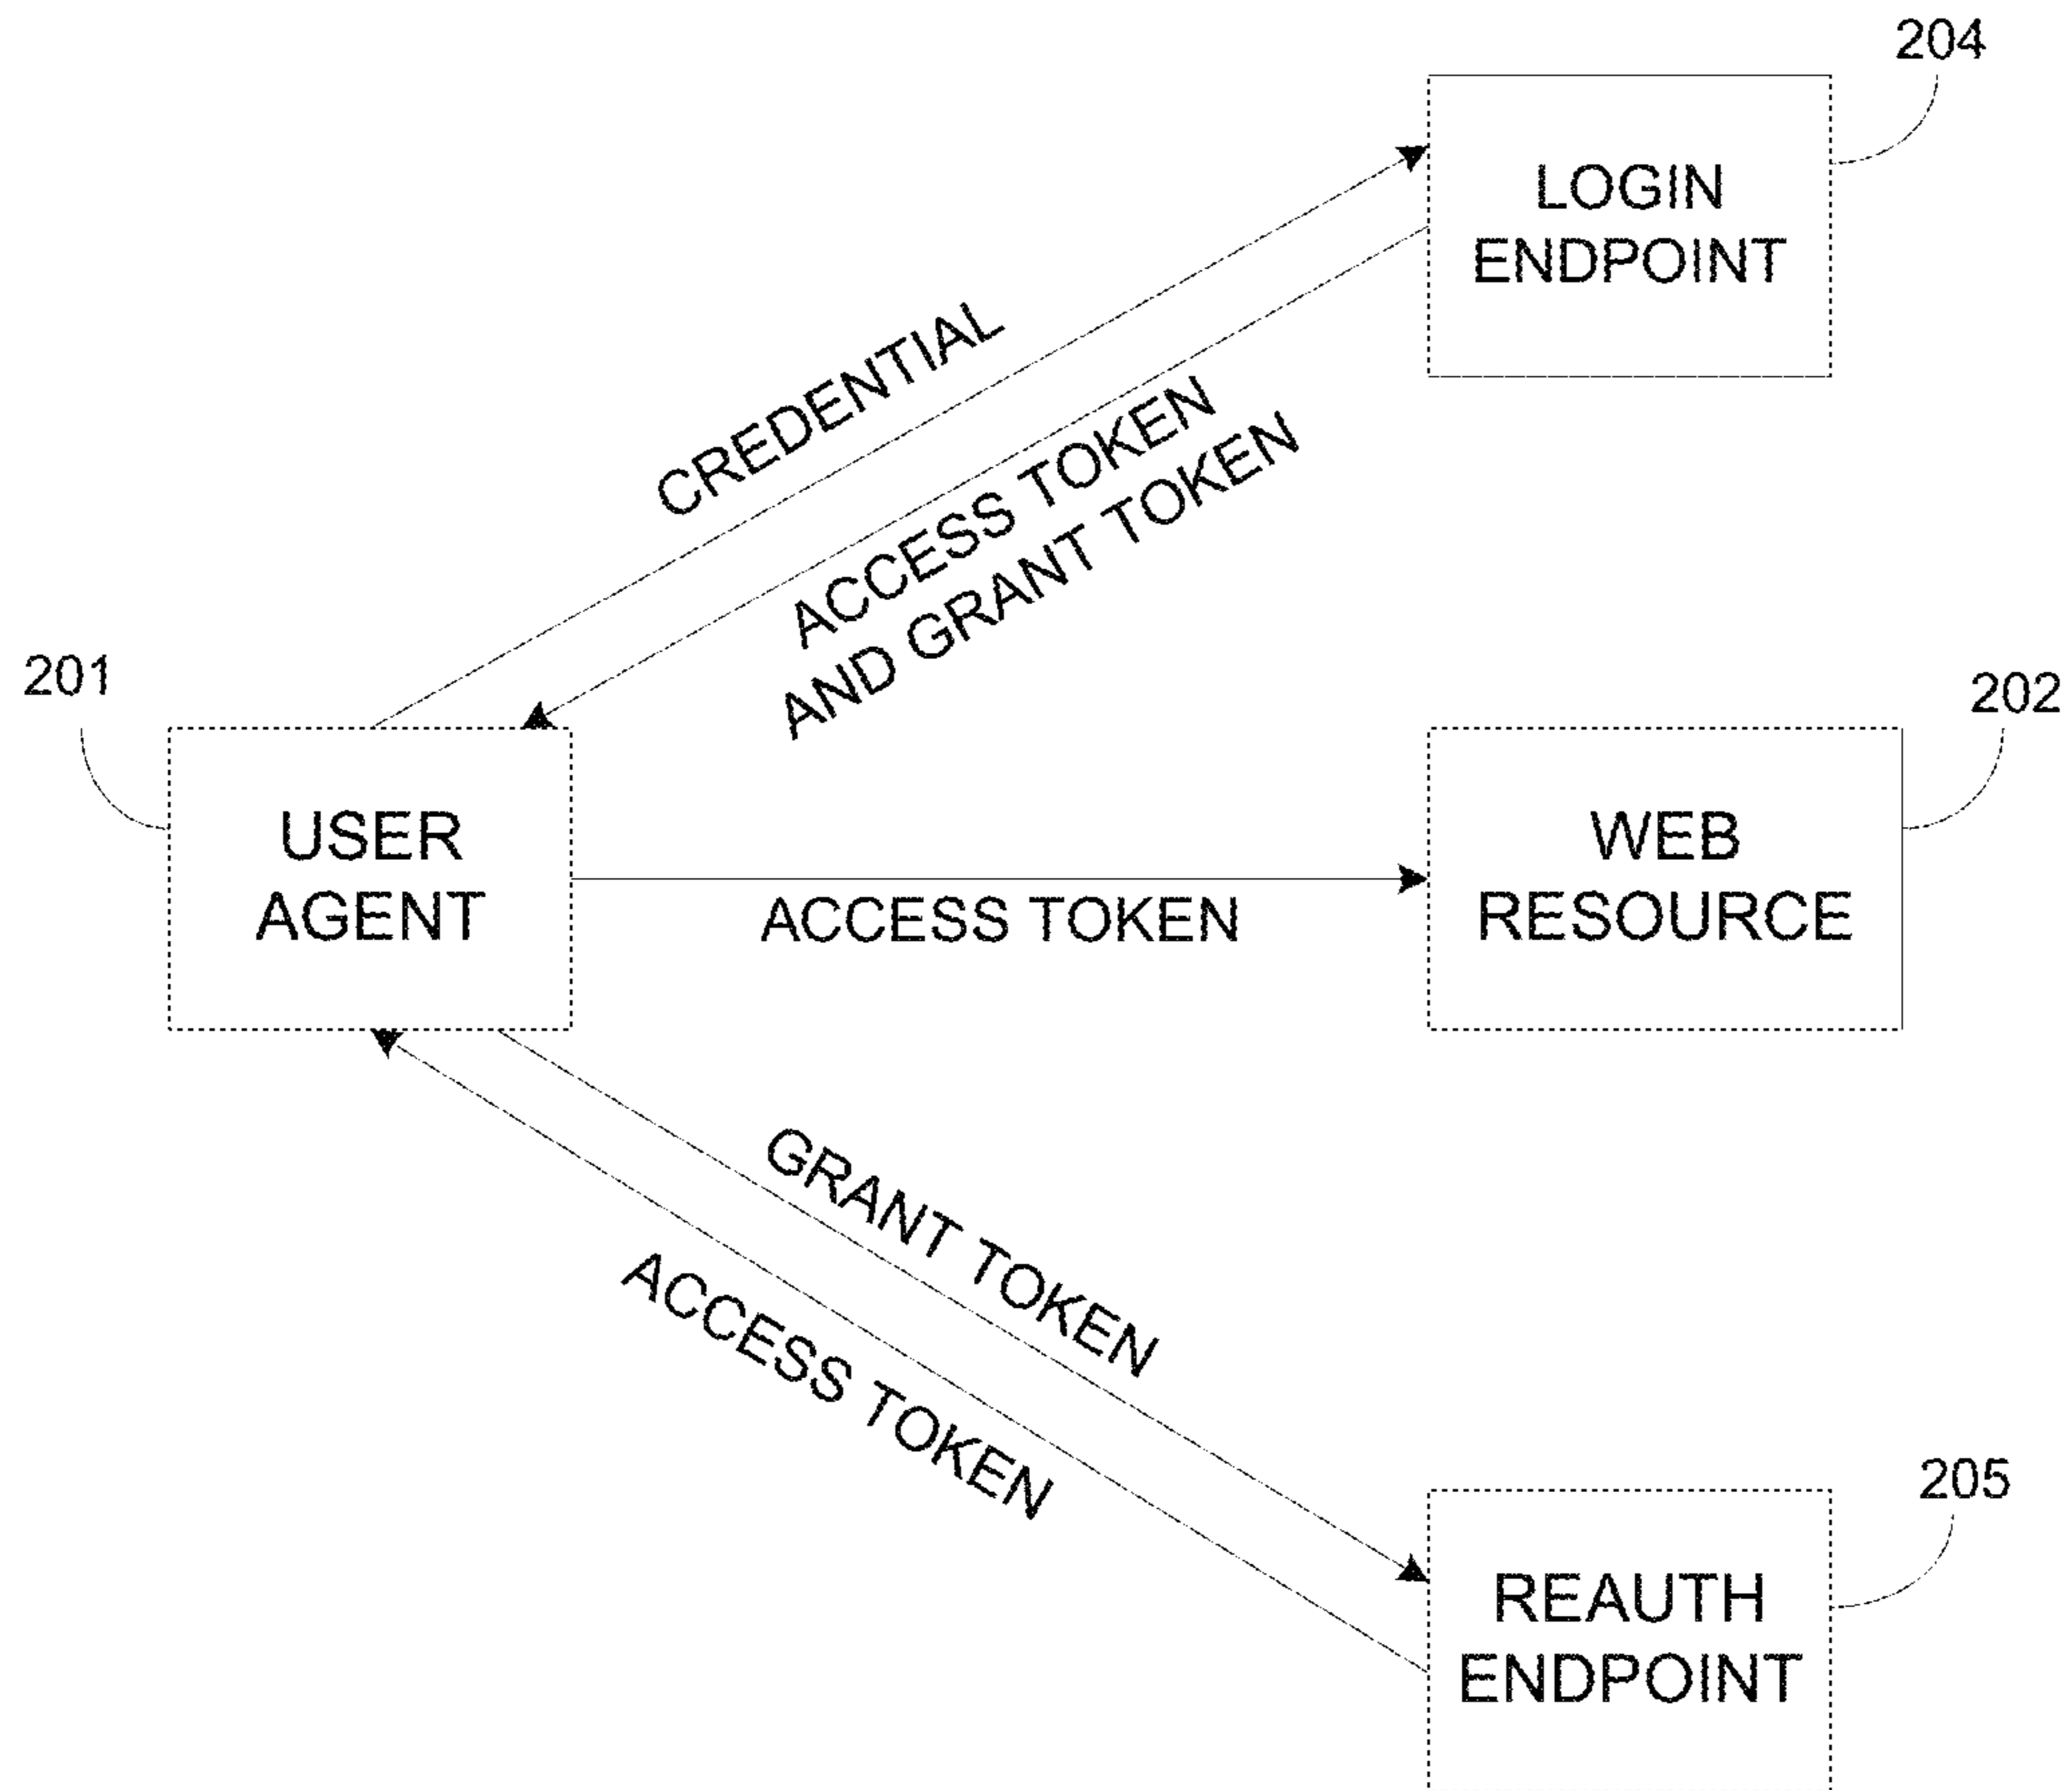 204
LOGIN
ENDPOINT
CREDENTIAL
ACCESS TOKEN
AND GRANT TOKEN
201
202
USER
AGENT
ACCESS TOKEN
WEB
RESOURCE
GRANT TOKEN
ACCESS TOKEN
205
REAUTH
ENDPOINT